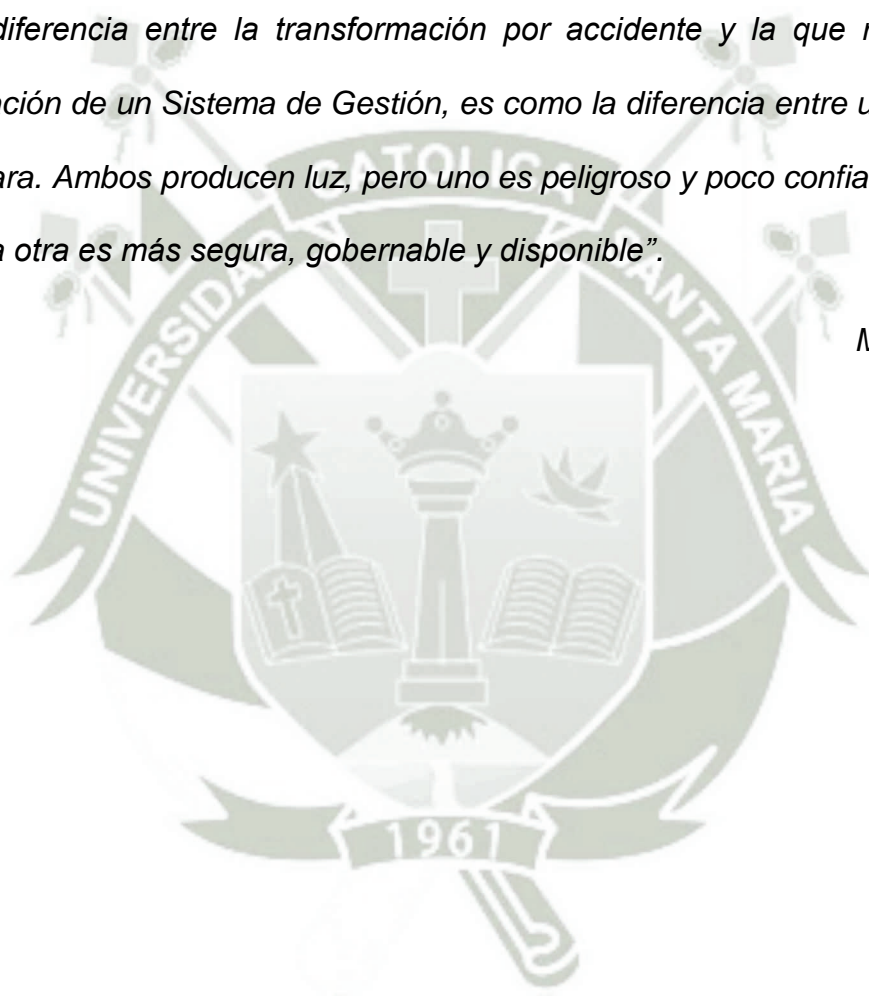 diferencia entre la transformación por accidente y la que
ción de un Sistema de Gestión, es como la diferencia entre
ara. Ambos producen luz, pero uno es peligroso y poco
a otra es más segura, gobernable y disponible”.
UNIVERSIDAD CATOLICA SANTA MARIA
1961